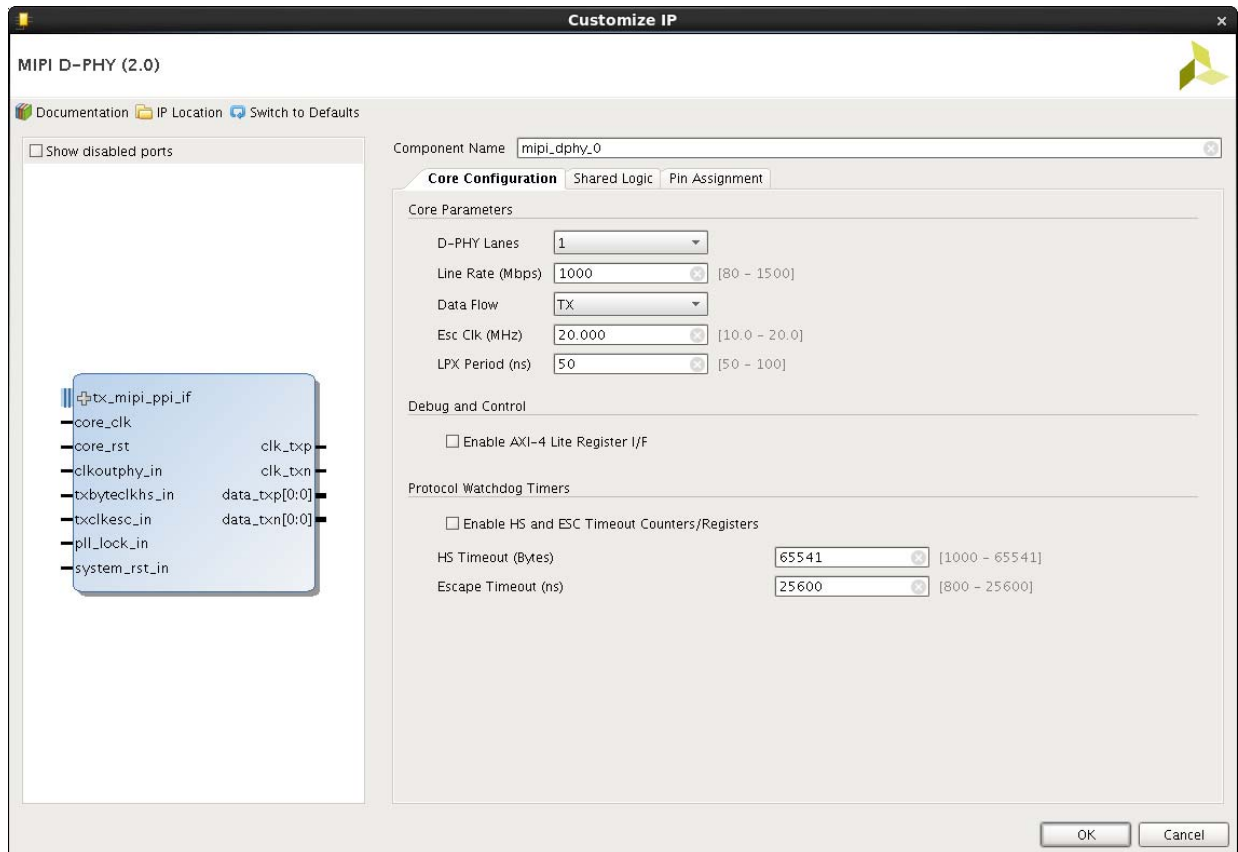 Customize IP
MIPI D-PHY (2.0)
Documentation IP Location Switch to Defaults
Show disabled ports
tx_mipi_ppi_if
core_clk
core_rst clk_txp
clkoutphy_in clk_txn
txbyteclkhs_in data_txp[0:0]
txclkesc_in data_txn[0:0]
pll_lock_in
system_rst_in
Component Name mipi_dphy_0
Core Configuration Shared Logic Pin Assignment
Core Parameters
D-PHY Lanes 1
Line Rate (Mbps) 1000 [80 - 1500]
Data Flow TX
Esc Clk (MHz) 20.000 [10.0 - 20.0]
LPX Period (ns) 50 [50 - 100]
Debug and Control
Enable AXI-4 Lite Register I/F
Protocol Watchdog Timers
Enable HS and ESC Timeout Counters/Registers
HS Timeout (Bytes) 65541 [1000 - 65541]
Escape Timeout (ns) 25600 [800 - 25600]
OK Cancel